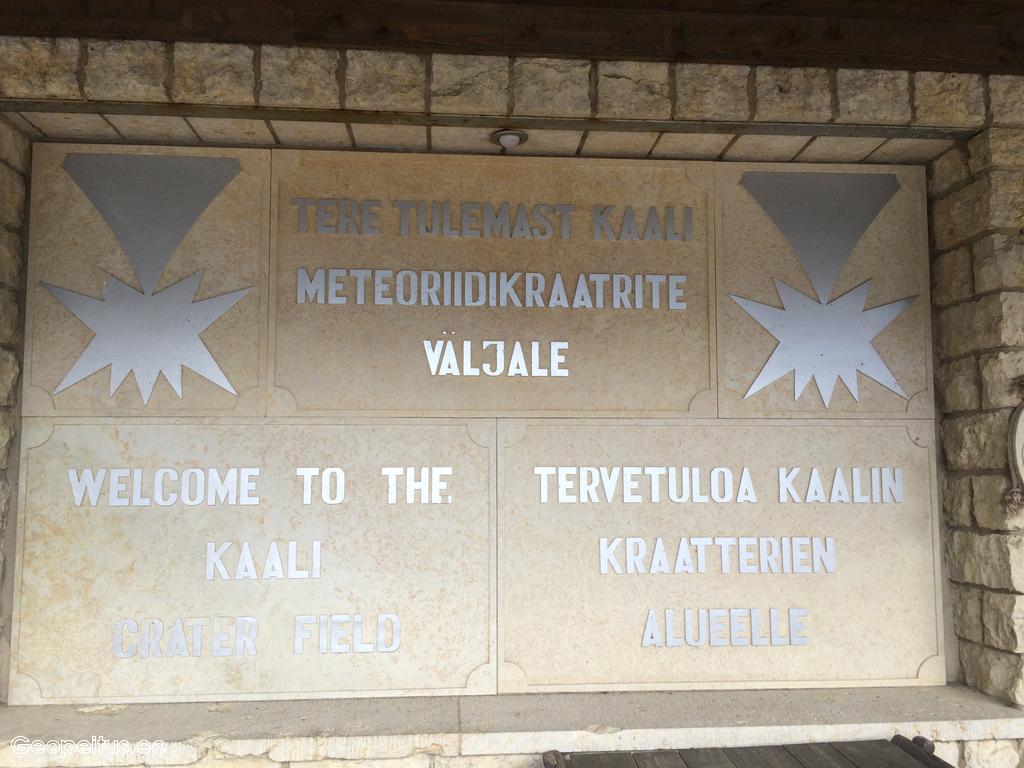 TERE TULEMAST KAALI
METEORIIDIKRAATRITE
VÄLJALE
WELCOME TO THE
KAALI
CRATER FIELD
TERVETULOA KAALIN
KRAATTERIEN
ALUEELLE
Geopeitus.ee